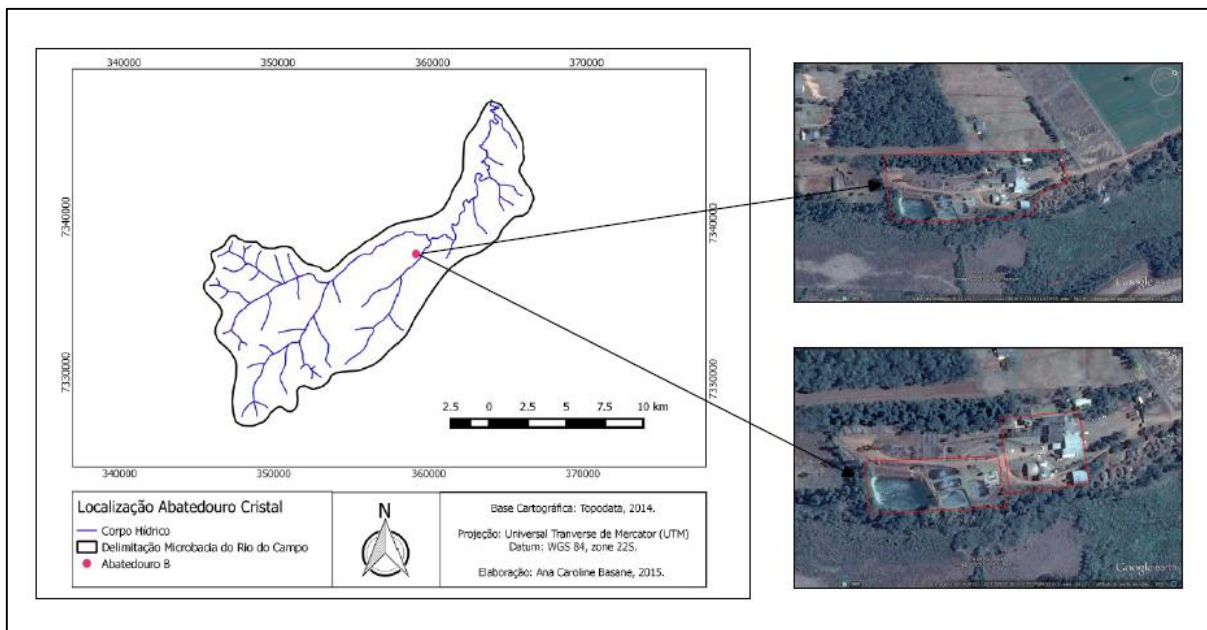 340000 350000 360000 370000
7340000
7340000
7330000
7330000
2.5 0 2.5 5 7.5 10 km
340000 350000 360000 370000
Localização Abatedouro Cristal
Corpo Hídrico
Delimitação Microbacia do Rio do Campo
Abatedouro B
N
Base Cartográfica: Topodata, 2014.
Projeção: Universal Tranverse de Mercator (UTM)
Datum: WGS 84, zone 22S.
Elaboração: Ana Caroline Basane, 2015.
Google earth
Google earth